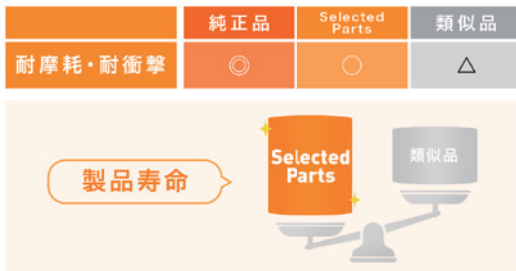 純正品 Selected Parts 類似品
耐摩耗・耐衝撃 ◎ ○ △
製品寿命
Selected
Parts
類似品